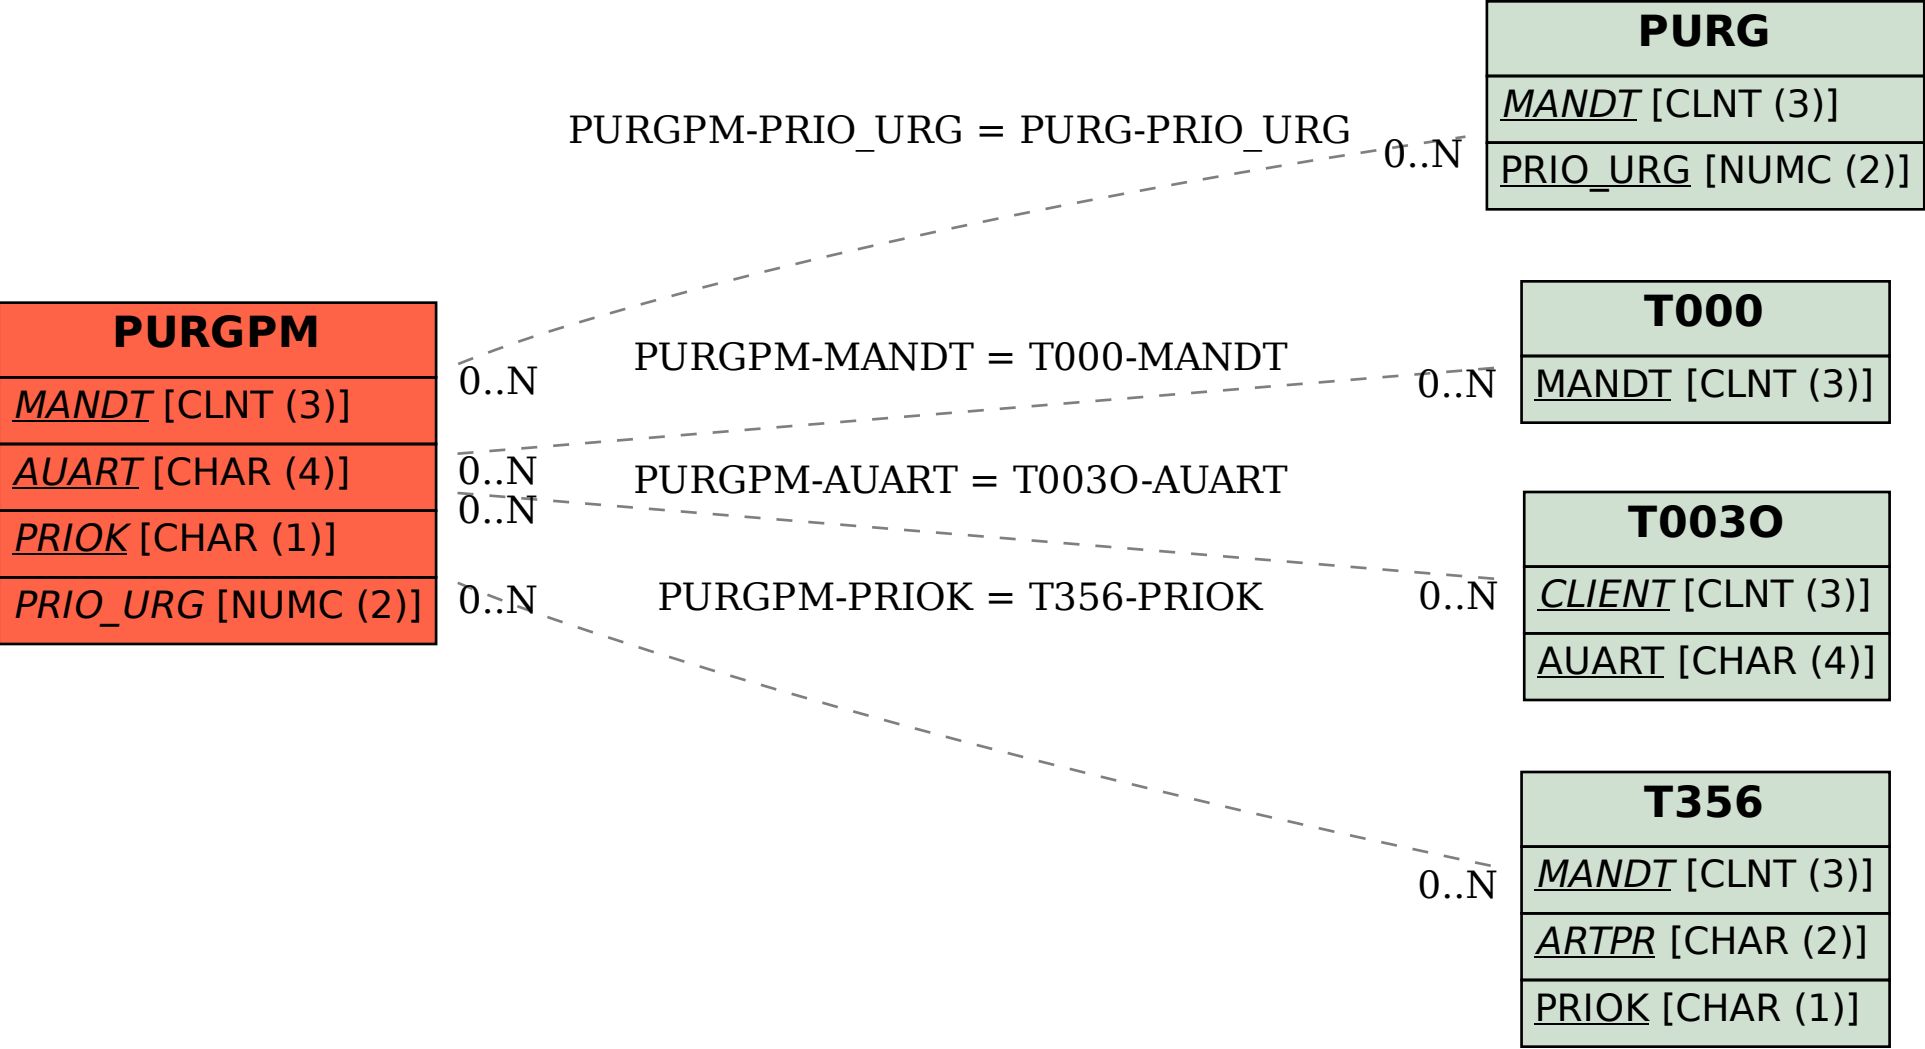 PURG
MANDT [CLNT (3)]
PRIO_URG [NUMC (2)]
PURGPM-PRIO_URG = PURG-PRIO_URG
0..N
PURGPM
MANDT [CLNT (3)]
AUART [CHAR (4)]
PRIOK [CHAR (1)]
PRIO_URG [NUMC (2)]
0..N
0..N
0..N
0..N
PURGPM-MANDT = T000-MANDT
0..N
T000
MANDT [CLNT (3)]
PURGPM-AUART = T003O-AUART
0..N
T003O
CLIENT [CLNT (3)]
AUART [CHAR (4)]
PURGPM-PRIOK = T356-PRIOK
0..N
T356
MANDT [CLNT (3)]
ARTPR [CHAR (2)]
PRIOK [CHAR (1)]